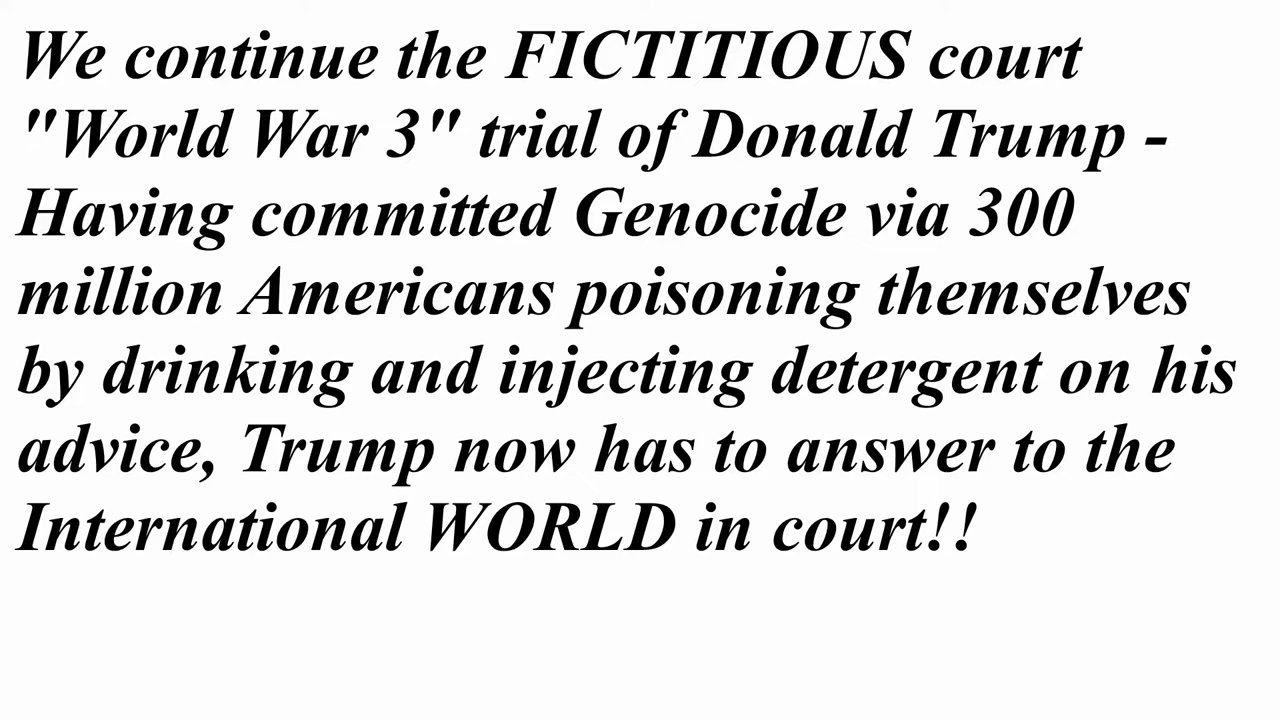 We continue the FICTITIOUS court
"World War 3" trial of Donald Trump -
Having committed Genocide via 300
million Americans poisoning themselves
by drinking and injecting detergent on his
advice, Trump now has to answer to the
International WORLD in court!!